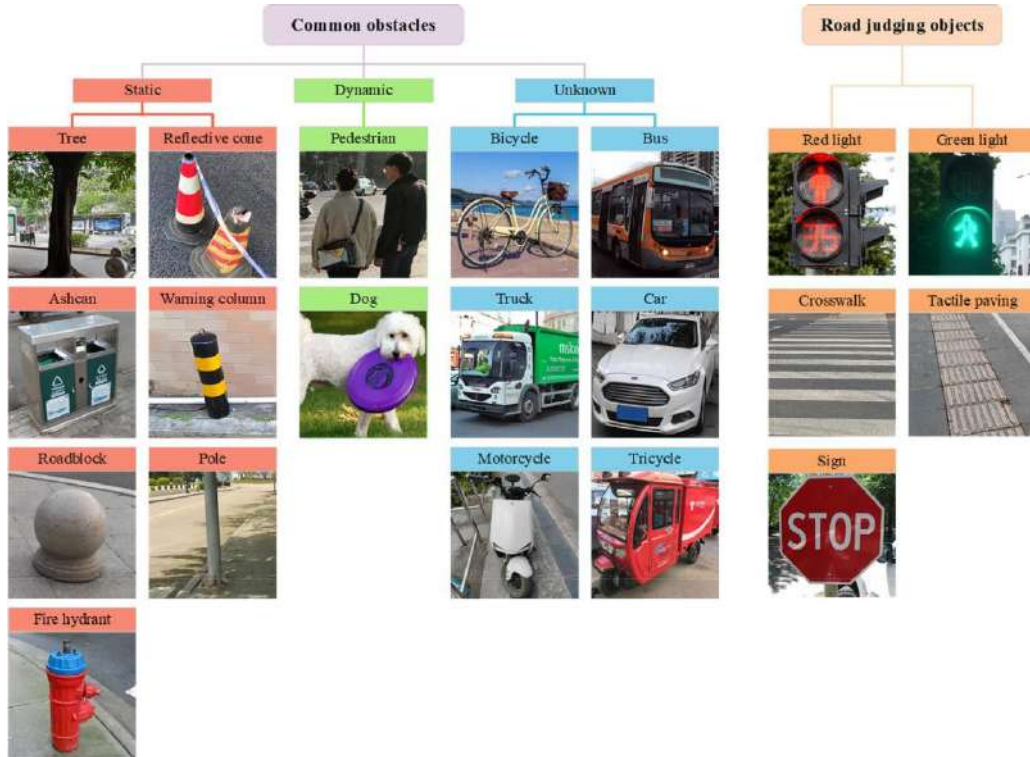 Common obstacles
Road judging objects
Static
Dynamic
Unknown
Tree
Reflective cone
Pedestrian
Bicycle
Bus
Red light
Green light
35
Ashcan
Warning column
Dog
Truck
Car
Crosswalk
Tactile paving
Roadblock
Pole
Motorcycle
Tricycle
Sign
STOP
Fire hydrant